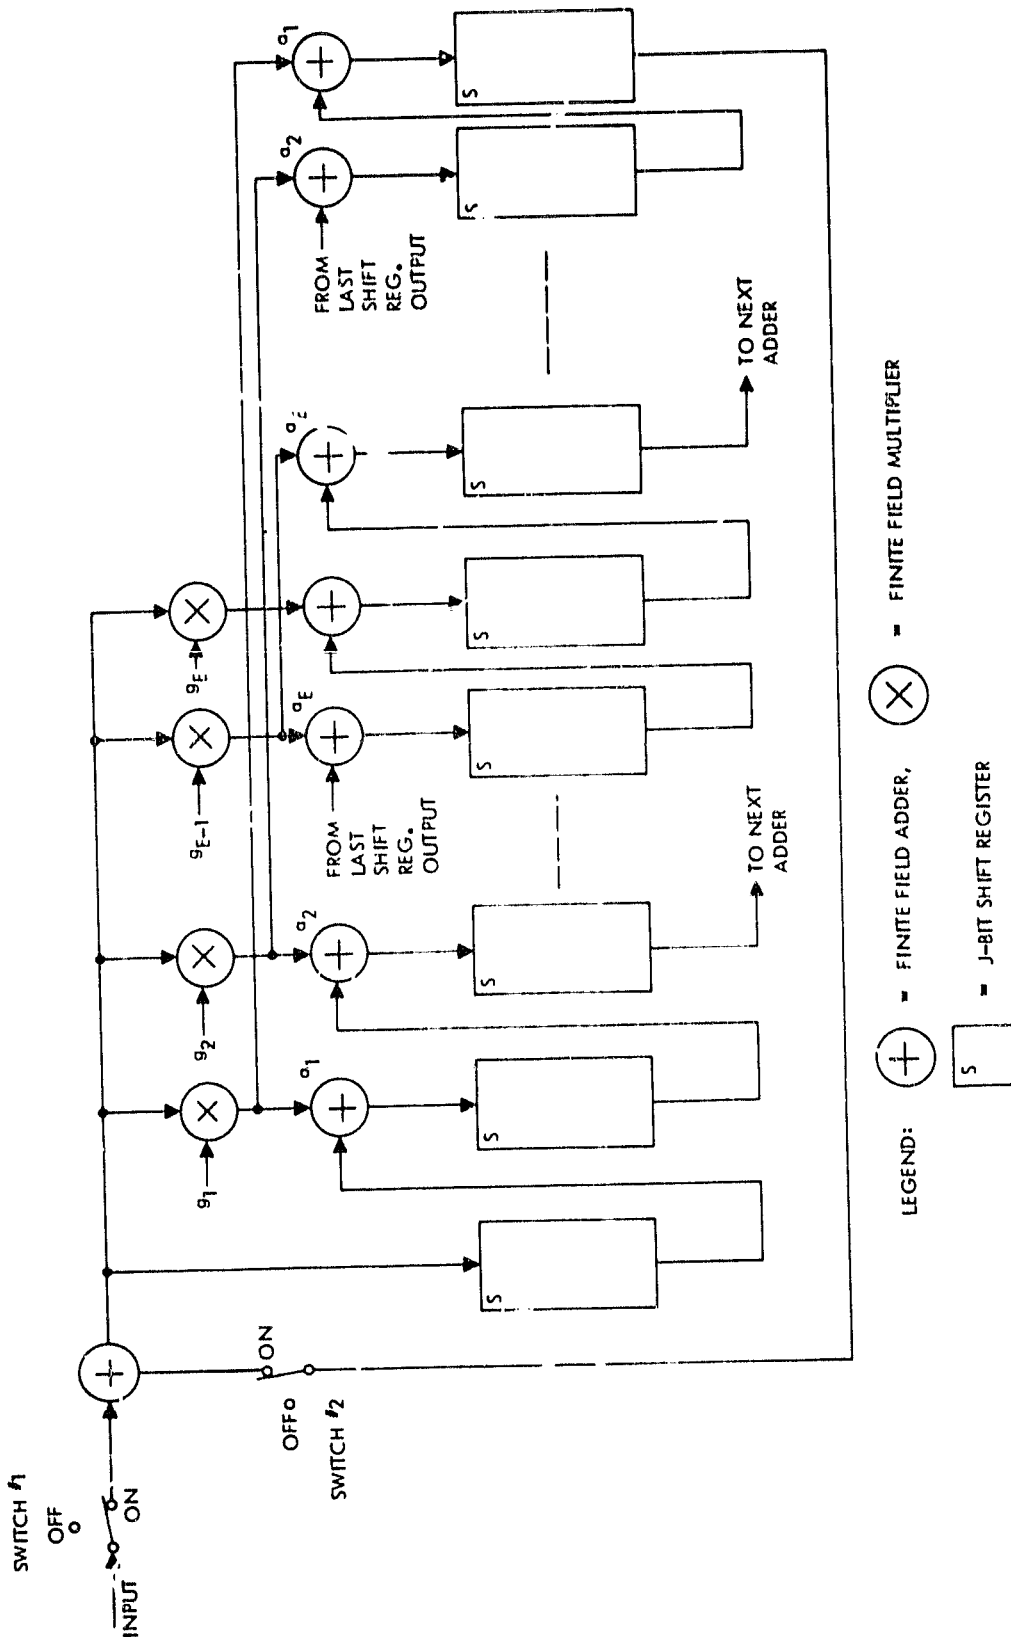 SWITCH #1
OFF
ON
INPUT
ON
OFF
SWITCH #2
g1
g2
gE-1
gE
a1
a2
aE
a2
a1
FROM
LAST
SHIFT
REG.
OUTPUT
FROM
LAST
SHIFT
REG.
OUTPUT
S
S
S
S
S
S
S
S
TO NEXT
ADDER
TO NEXT
ADDER
LEGEND:
+ = FINITE FIELD ADDER,
× = FINITE FIELD MULTIPLIER
S = J-BIT SHIFT REGISTER